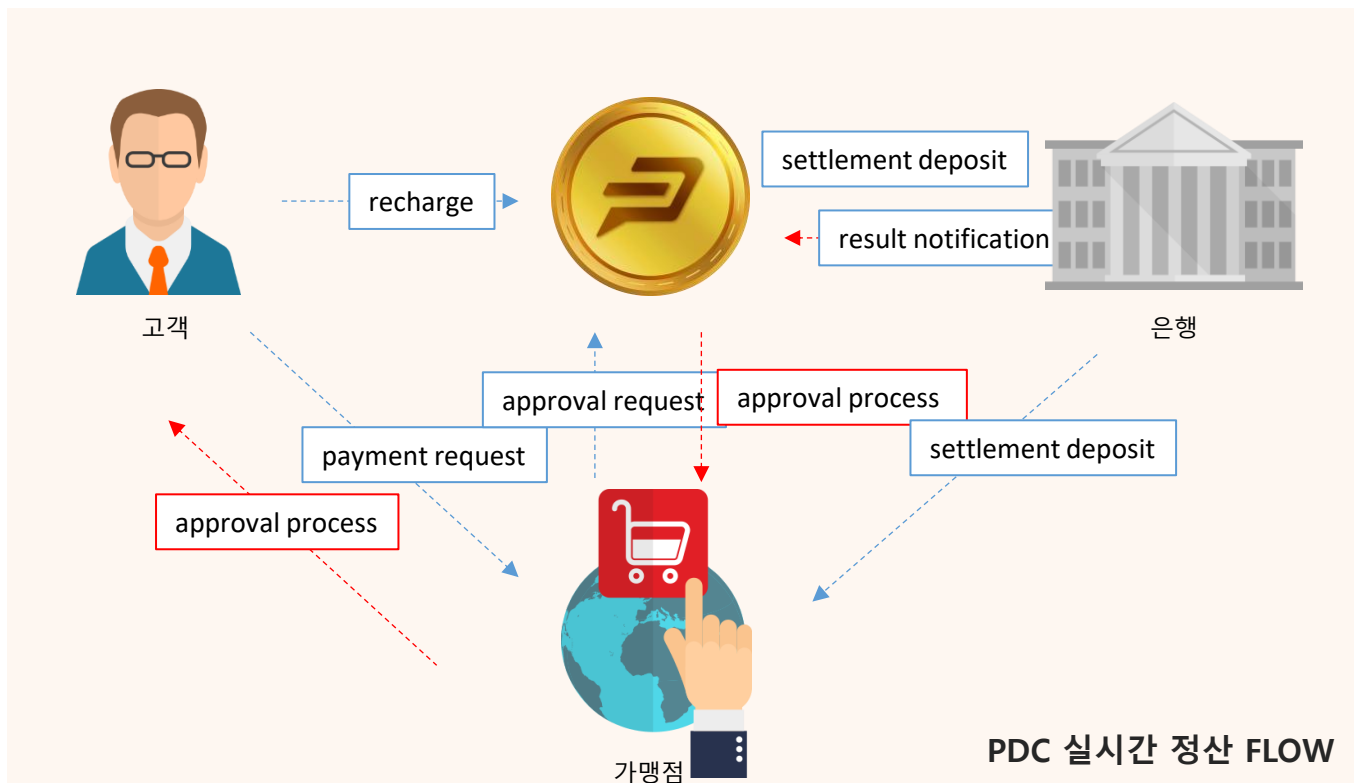 settlement deposit
recharge
result notification
고객
은행
approval request
approval process
payment request
settlement deposit
approval process
가맹점
PDC 실시간 정산 FLOW